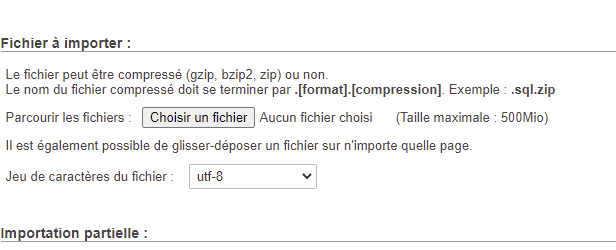 Fichier à importer :
Le fichier peut être compressé (gzip, bzip2, zip) ou non.
Le nom du fichier compressé doit se terminer par .[format].[compression]. Exemple : .sql.zip
Parcourir les fichiers : Choisir un fichier Aucun fichier choisi (Taille maximale : 500Mio)
Il est également possible de glisser-déposer un fichier sur n'importe quelle page.
Jeu de caractères du fichier : utf-8
Importation partielle :